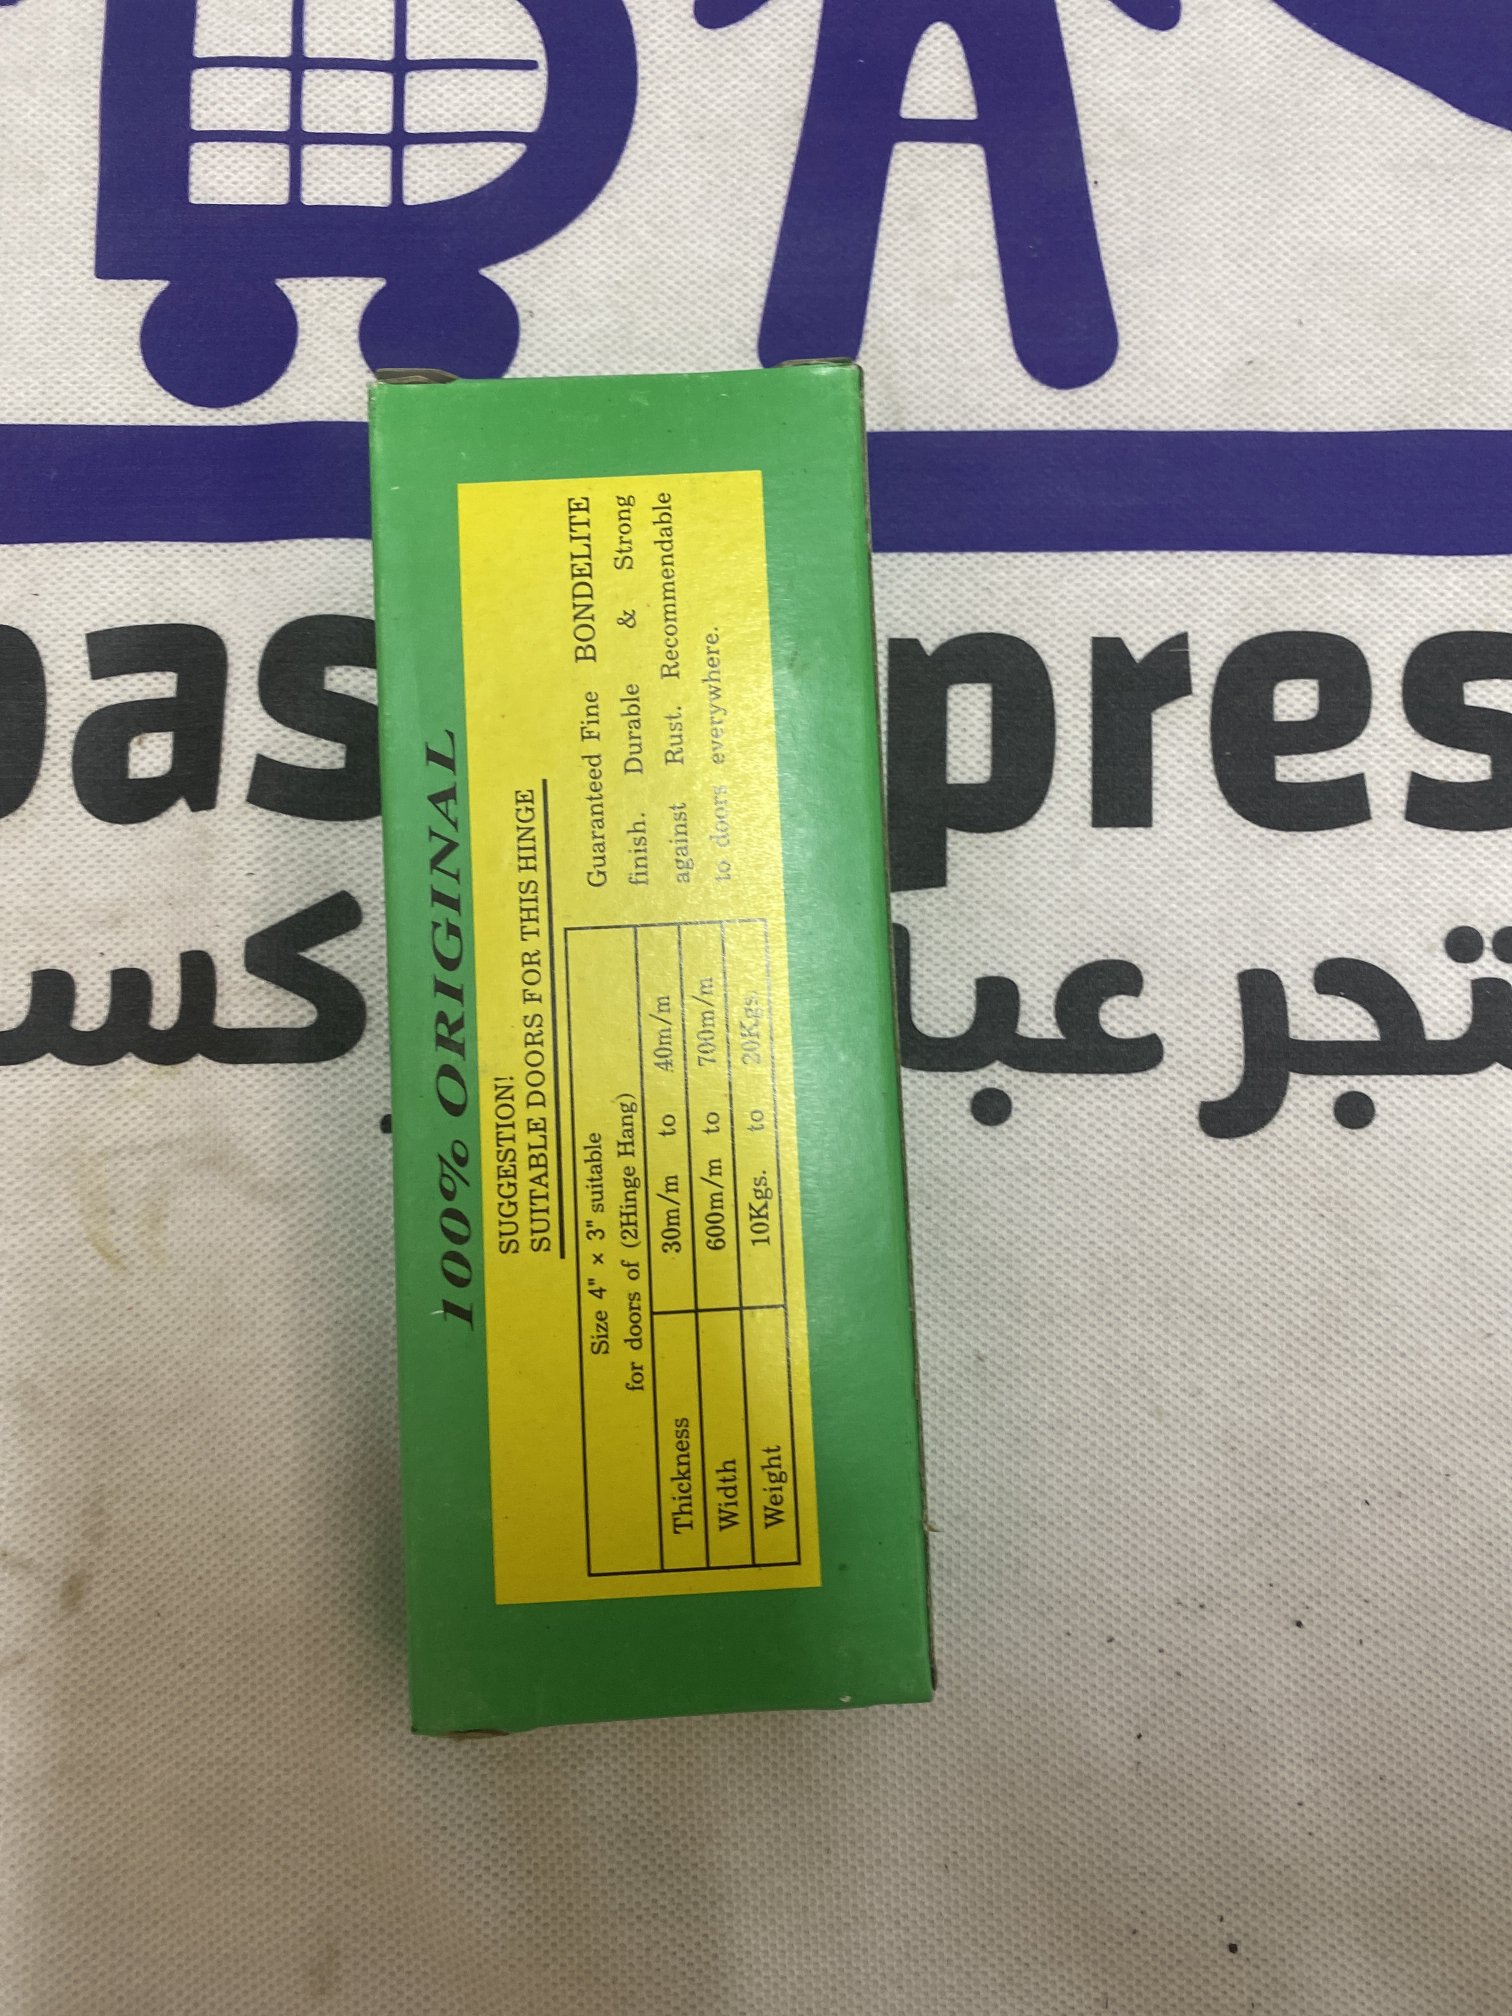 100% ORIGINAL
SUGGESTION!
SUITABLE DOORS FOR THIS HINGE
Size 4" × 3" suitable
for doors of (2Hinge Hang)
Thickness 30m/m to 40m/m
Width 600m/m to 700m/m
Weight 10Kgs. to 20Kgs.
Guaranteed Fine BONDELITE
finish. Durable & Strong
against Rust. Recommendable
to doors everywhere.